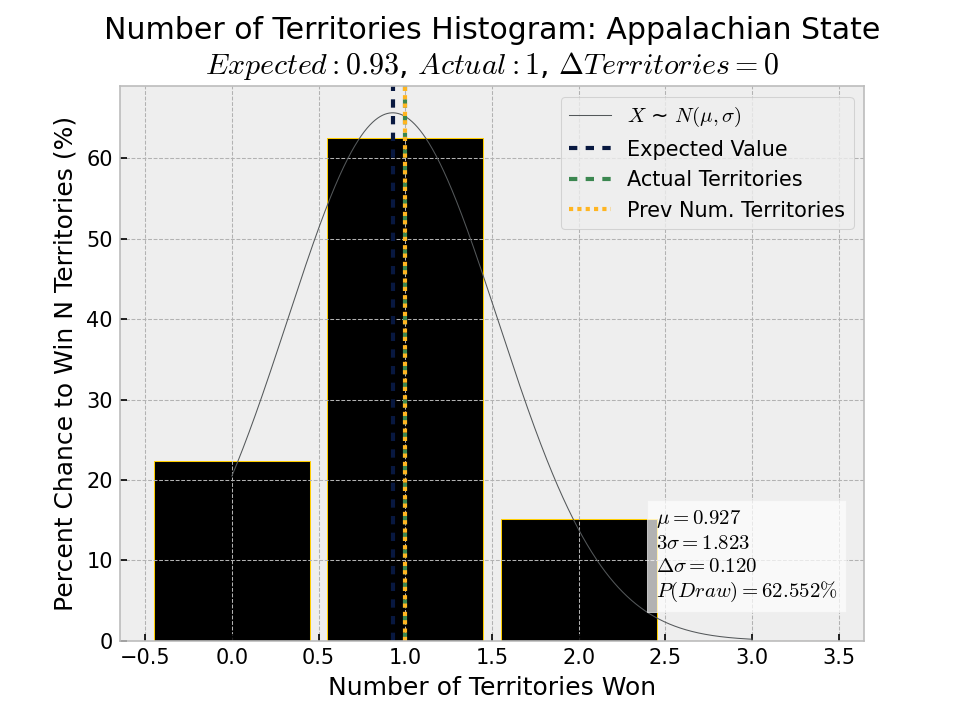 Number of Territories Histogram: Appalachian State
Expected: 0.93, Actual: 1, ΔTerritories = 0
X ~ N(μ, σ)
Expected Value
Actual Territories
Prev Num. Territories
Percent Chance to Win N Territories (%)
60
50
40
30
20
10
0
μ = 0.927
3σ = 1.823
Δσ = 0.120
P(Draw) = 62.552%
−0.5 0.0 0.5 1.0 1.5 2.0 2.5 3.0 3.5
Number of Territories Won